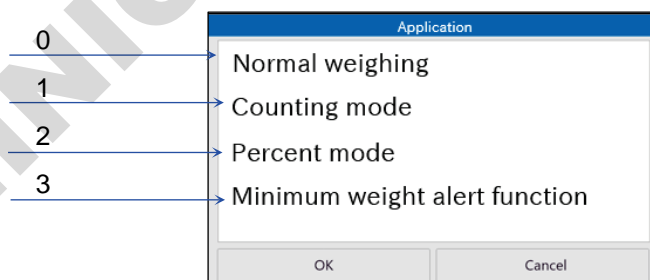 Application
0
Normal weighing
1
Counting mode
2
Percent mode
3
Minimum weight alert function
OK Cancel